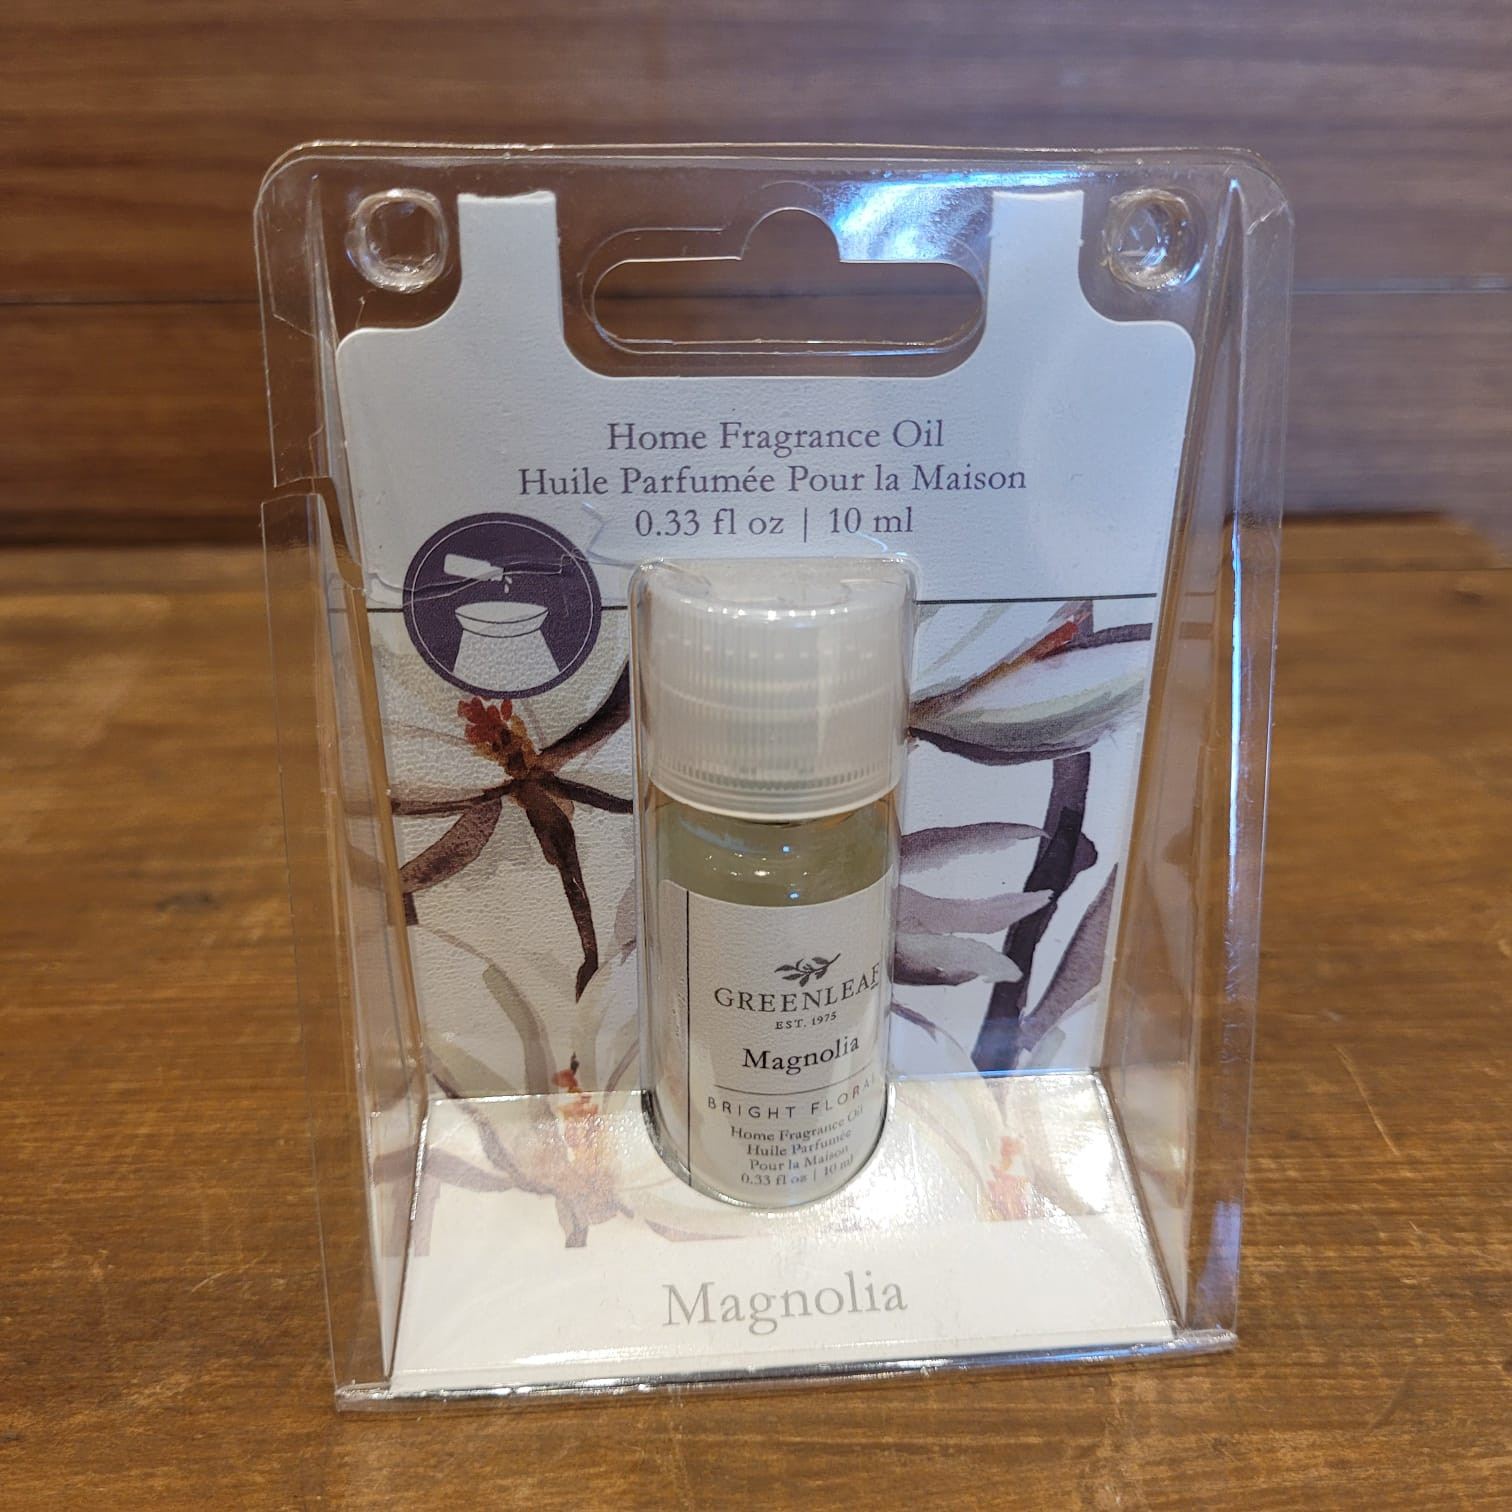 Home Fragrance Oil
Huile Parfumée Pour la Maison
0.33 fl oz | 10 ml
GREENLEAF
EST. 1975
Magnolia
BRIGHT FLORAL
Home Fragrance Oil
Huile Parfumée
Pour la Maison
0.33 fl oz | 10 ml
Magnolia